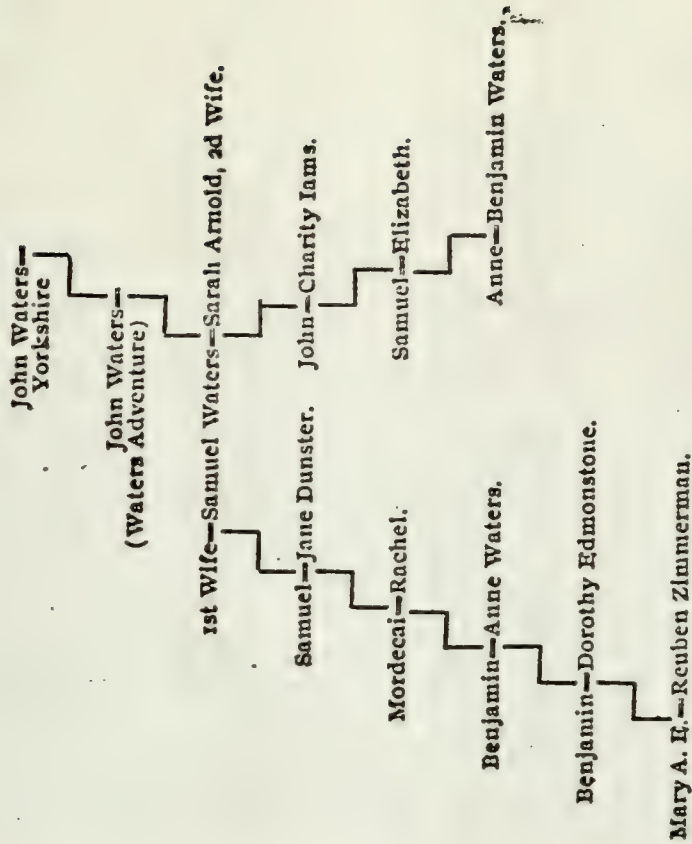 John Waters=
Yorkshire
John Waters=
(Waters Adventure)
1st Wife=Samuel Waters=Sarah Arnold, 2d Wife.
Samuel=Jane Dunster.
John=Charity Iams.
Mordecai=Rachel.
Samuel=Elizabeth.
Benjamin=Anne Waters.
Anne=Benjamin Waters.
Benjamin=Dorothy Edmonstone.
Mary A. E.=Reuben Zimmerman.